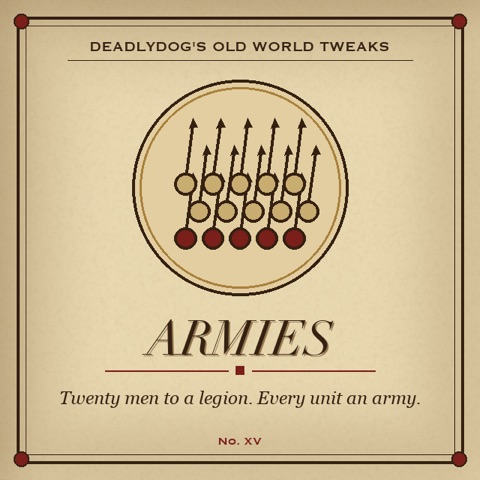 DEADLYDOG'S OLD WORLD TWEAKS
ARMIES
Twenty men to a legion. Every unit an army.
No. XV